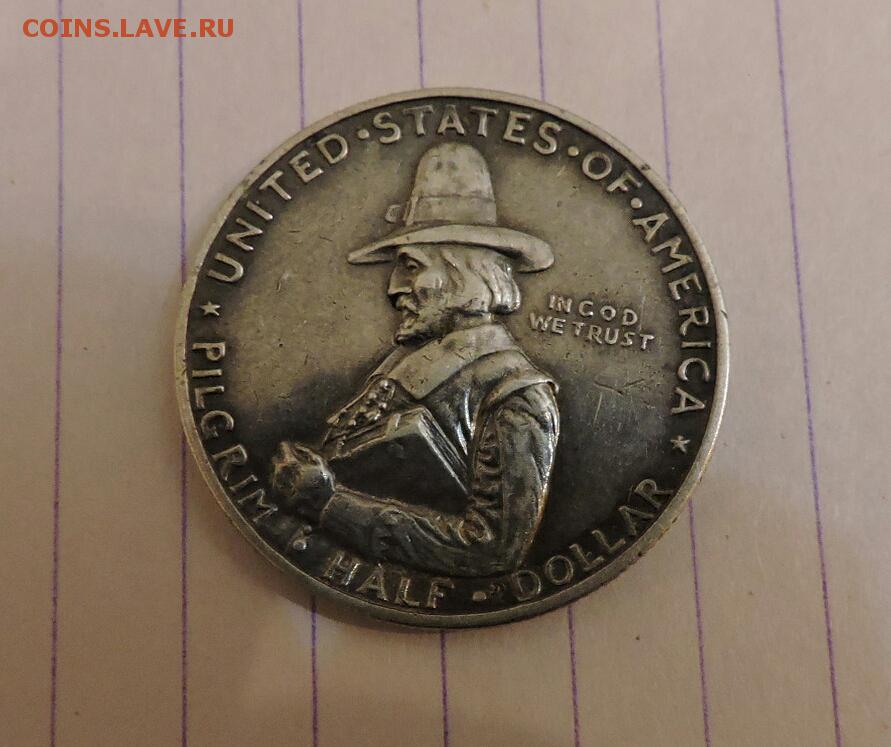 COINS.LAVE.RU
UNITED·STATES·OF·AMERICA
IN GOD
WE TRUST
★ PILGRIM · HALF · DOLLAR ★